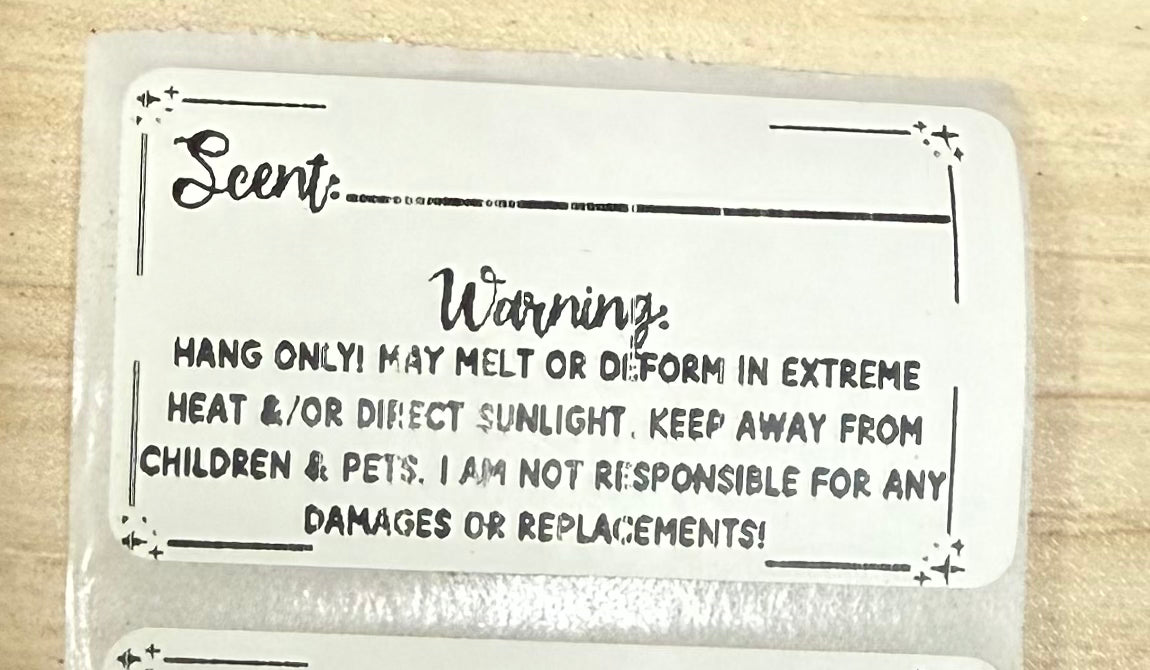 Scent:
Warning:
HANG ONLY! MAY MELT OR DEFORM IN EXTREME
HEAT &/OR DIRECT SUNLIGHT. KEEP AWAY FROM
CHILDREN & PETS. I AM NOT RESPONSIBLE FOR ANY
DAMAGES OR REPLACEMENTS!